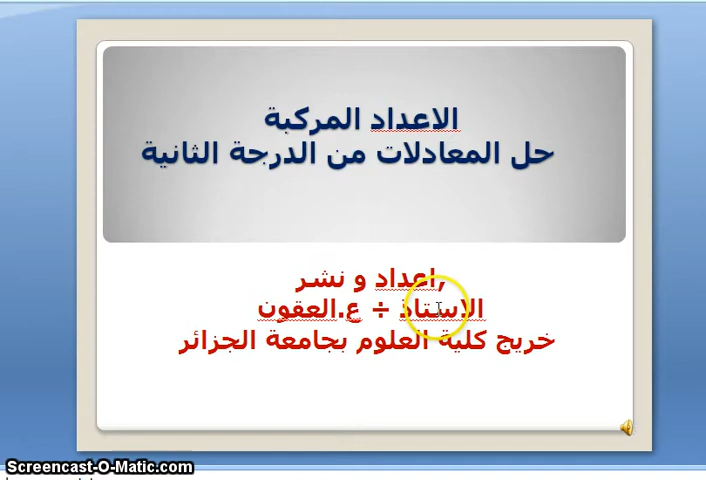 الاعداد المركبة
حل المعادلات من الدرجة الثانية
,اعداد و نشر
الاستاذ ÷ ع.العقون
خريج كلية العلوم بجامعة الجزائر
Screencast-O-Matic.com